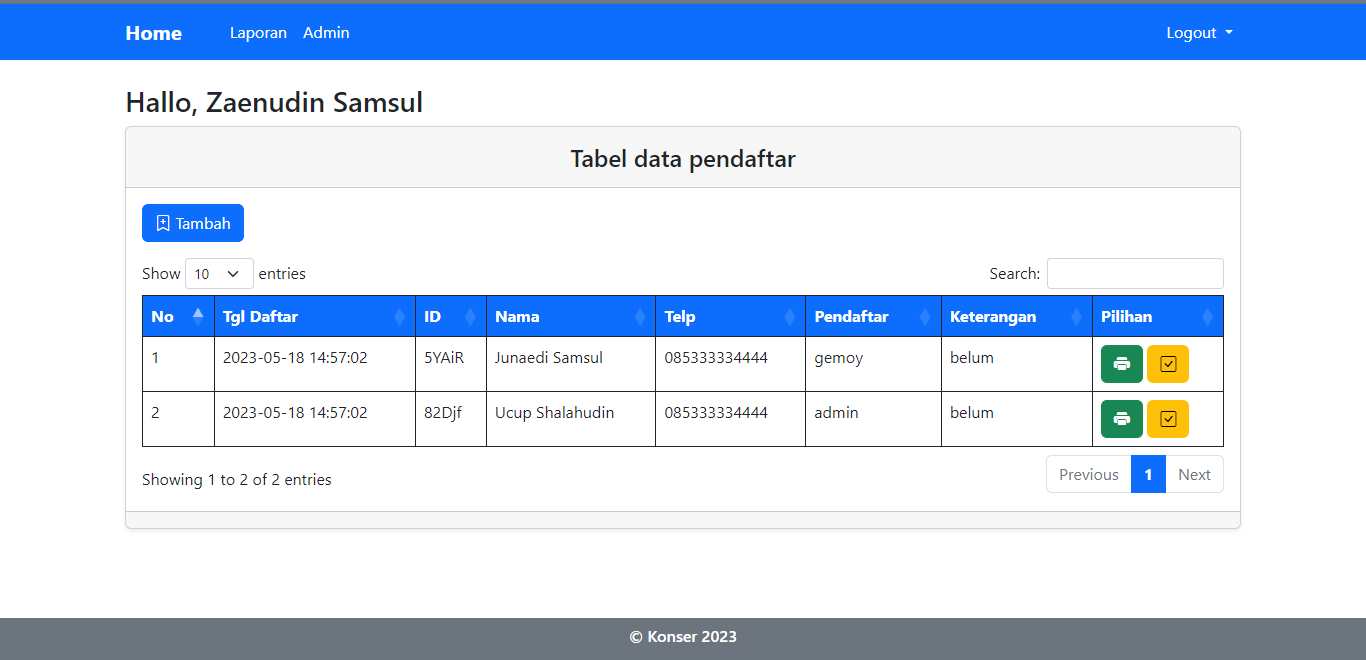 Home Laporan Admin Logout
Hallo, Zaenudin Samsul
Tabel data pendaftar
Tambah
Show 10 entries Search:
No Tgl Daftar ID Nama Telp Pendaftar Keterangan Pilihan
1 2023-05-18 14:57:02 5YAiR Junaedi Samsul 085333334444 gemoy belum
2 2023-05-18 14:57:02 82Djf Ucup Shalahudin 085333334444 admin belum
Showing 1 to 2 of 2 entries Previous 1 Next
© Konser 2023